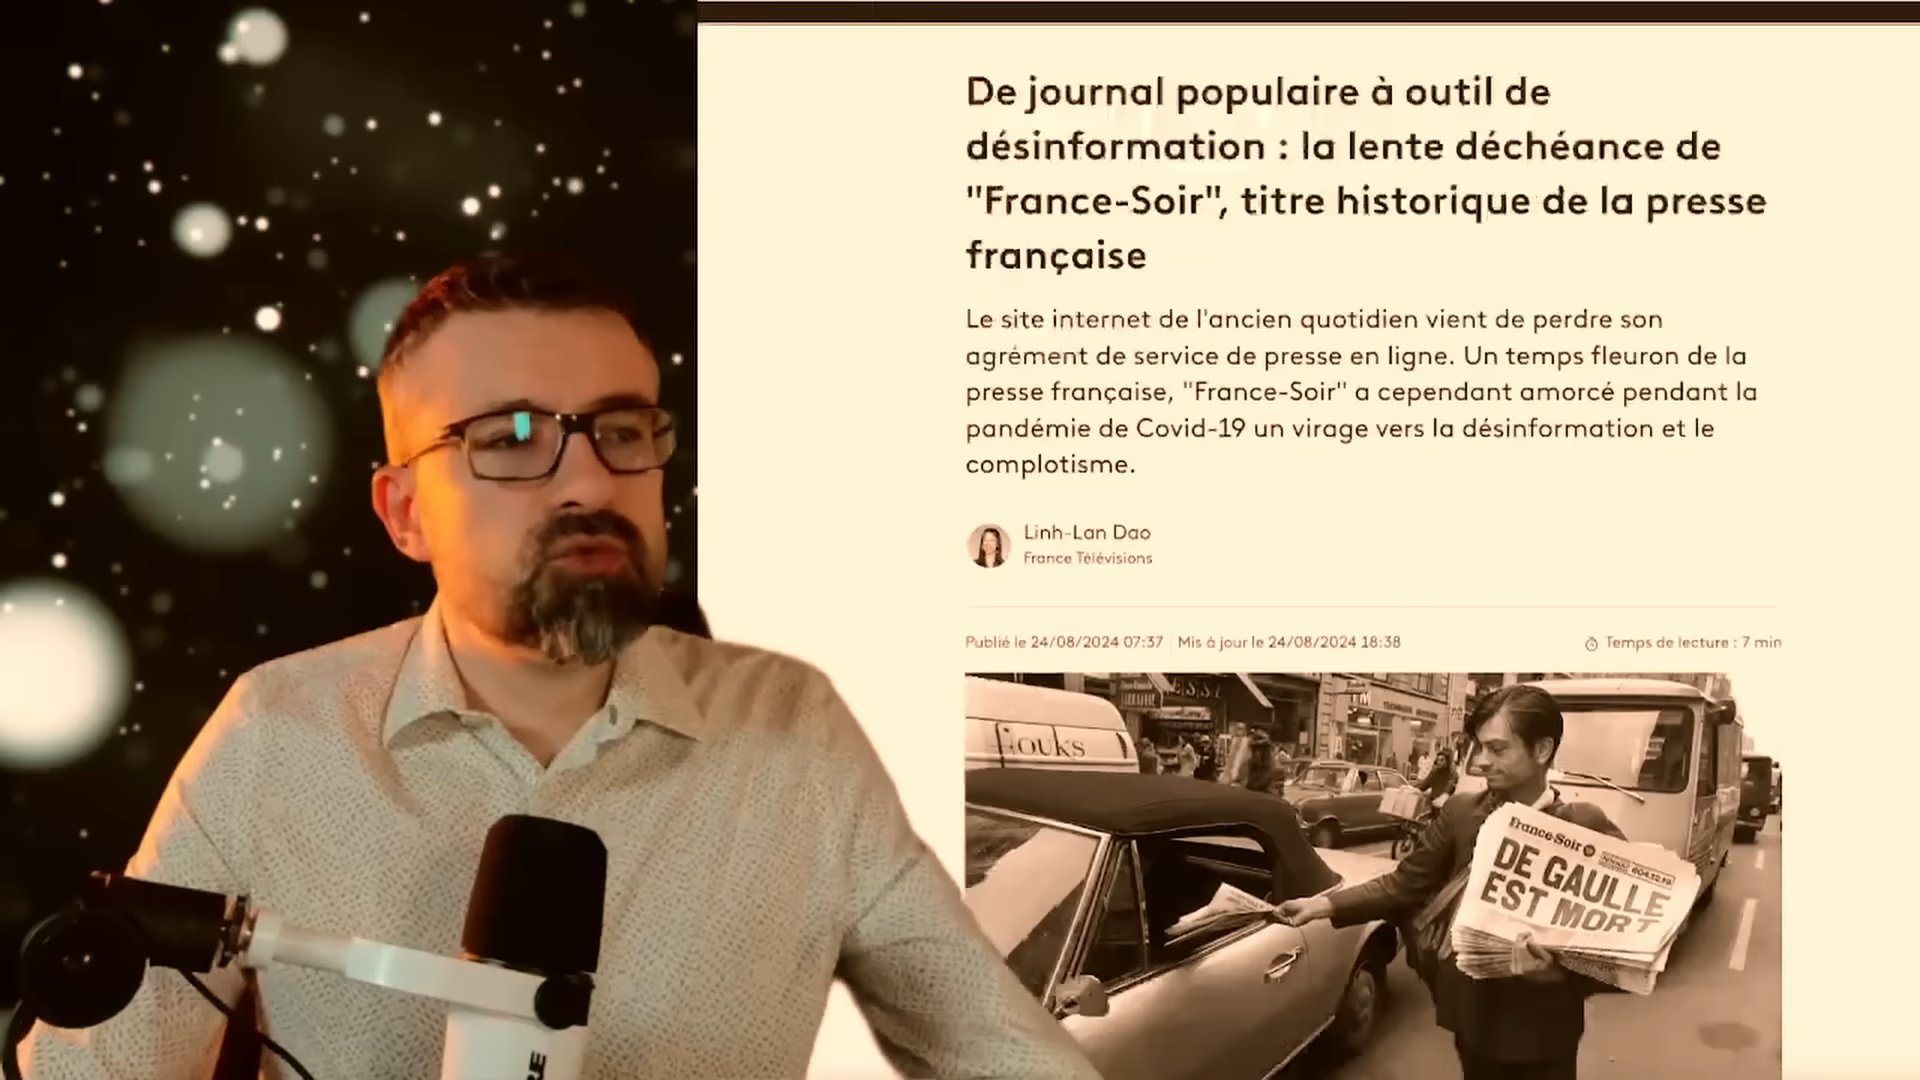 De journal populaire à outil de
désinformation : la lente déchéance de
"France-Soir", titre historique de la presse
française
Le site internet de l'ancien quotidien vient de perdre son
agrément de service de presse en ligne. Un temps fleuron de la
presse française, "France-Soir" a cependant amorcé pendant la
pandémie de Covid-19 un virage vers la désinformation et le
complotisme.
Linh-Lan Dao
France Télévisions
Publié le 24/08/2024 07:37 Mis à jour le 24/08/2024 18:38
Temps de lecture : 7 min
France-Soir
DE GAULLE
EST MORT